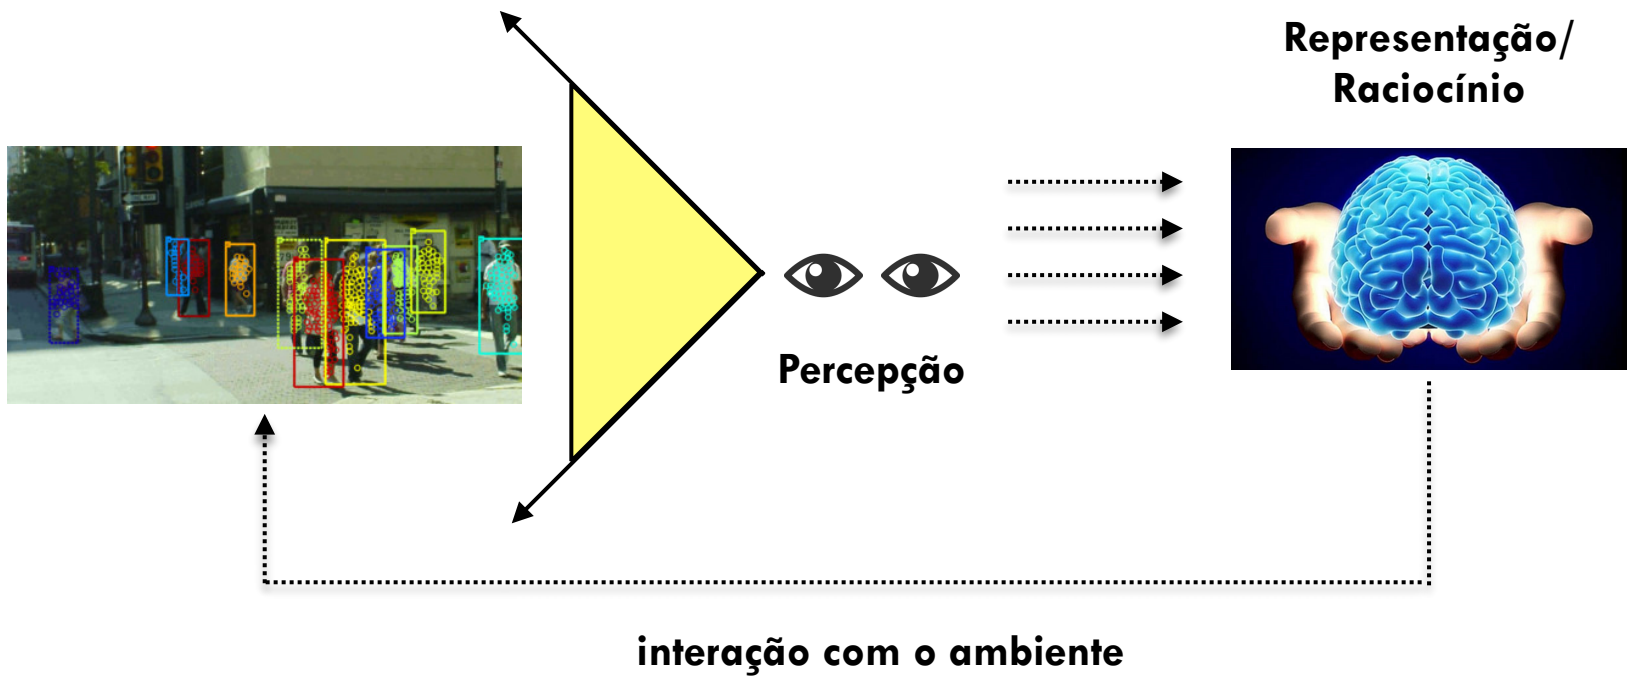 Representação/
Raciocínio
Percepção
interação com o ambiente